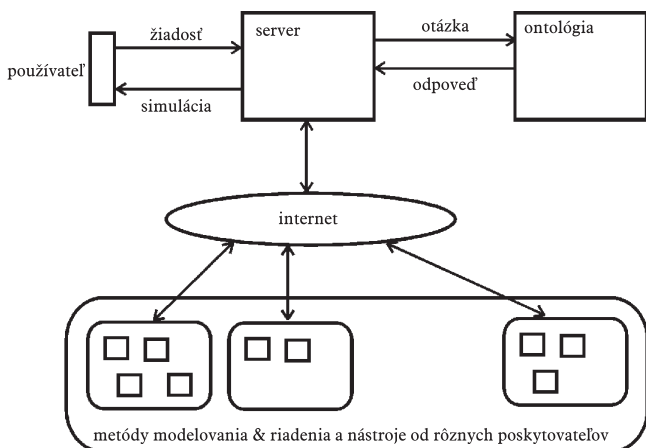 používateľ
žiadosť
simulácia
server
otázka
odpoveď
ontológia
internet
metódy modelovania & riadenia a nástroje od rôznych poskytovateľov